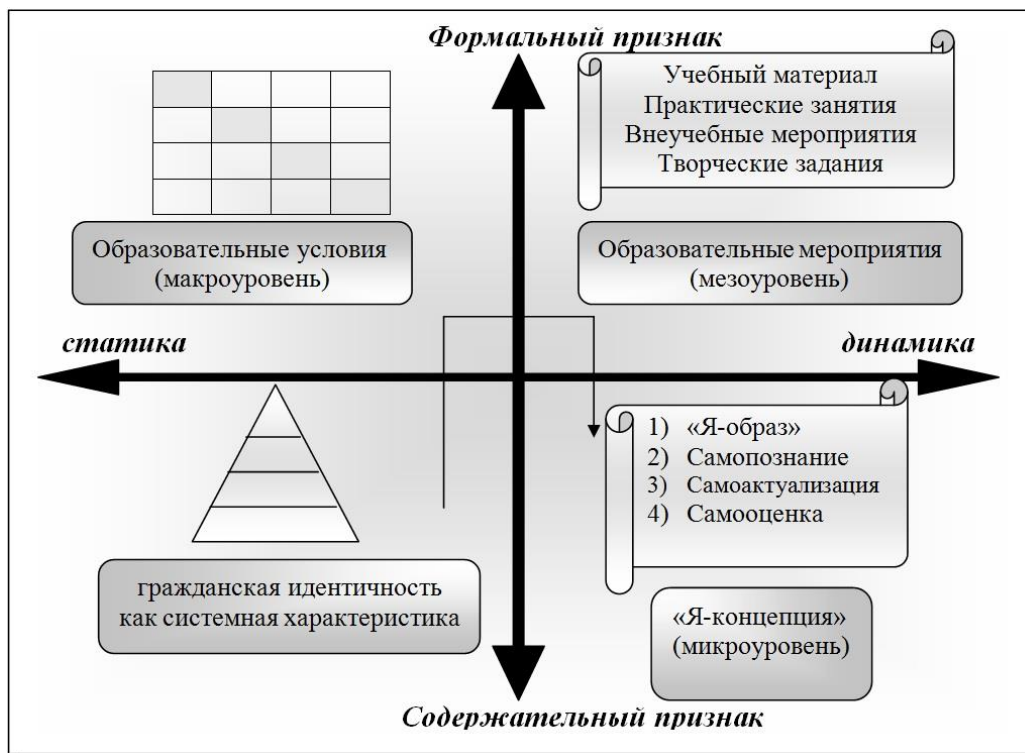 Формальный признак
Учебный материал
Практические занятия
Внеучебные мероприятия
Творческие задания
Образовательные условия
(макроуровень)
Образовательные мероприятия
(мезоуровень)
статика
динамика
1) «Я-образ»
2) Самопознание
3) Самоактуализация
4) Самооценка
гражданская идентичность
как системная характеристика
«Я-концепция»
(микроуровень)
Содержательный признак